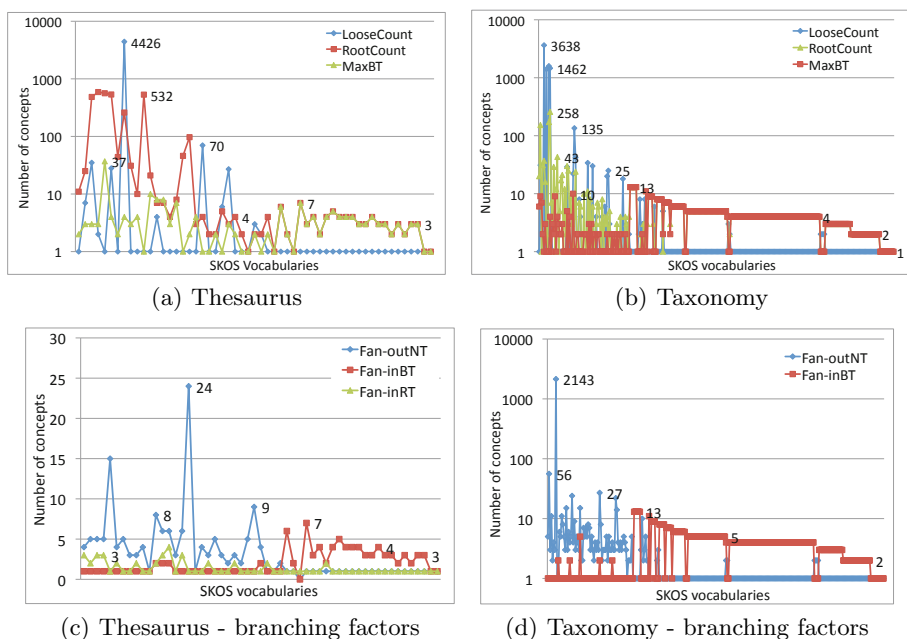 10000
1000
100
10
1
Number of concepts
4426
532
37
70
4
7
3
LooseCount
RootCount
MaxBT
SKOS Vocabularies
(a) Thesaurus
10000
1000
100
10
1
Number of concepts
3638
1462
258
135
43
25
10
13
4
2
1
LooseCount
RootCount
MaxBT
SKOS Vocabularies
(b) Taxonomy
30
25
20
15
10
5
0
Number of concepts
24
8
9
7
3
4
3
Fan-outNT
Fan-inBT
Fan-inRT
SKOS Vocabularies
(c) Thesaurus - branching factors
10000
1000
100
10
1
Number of concepts
2143
56
27
13
5
2
Fan-outNT
Fan-inBT
SKOS Vocabularies
(d) Taxonomy - branching factors